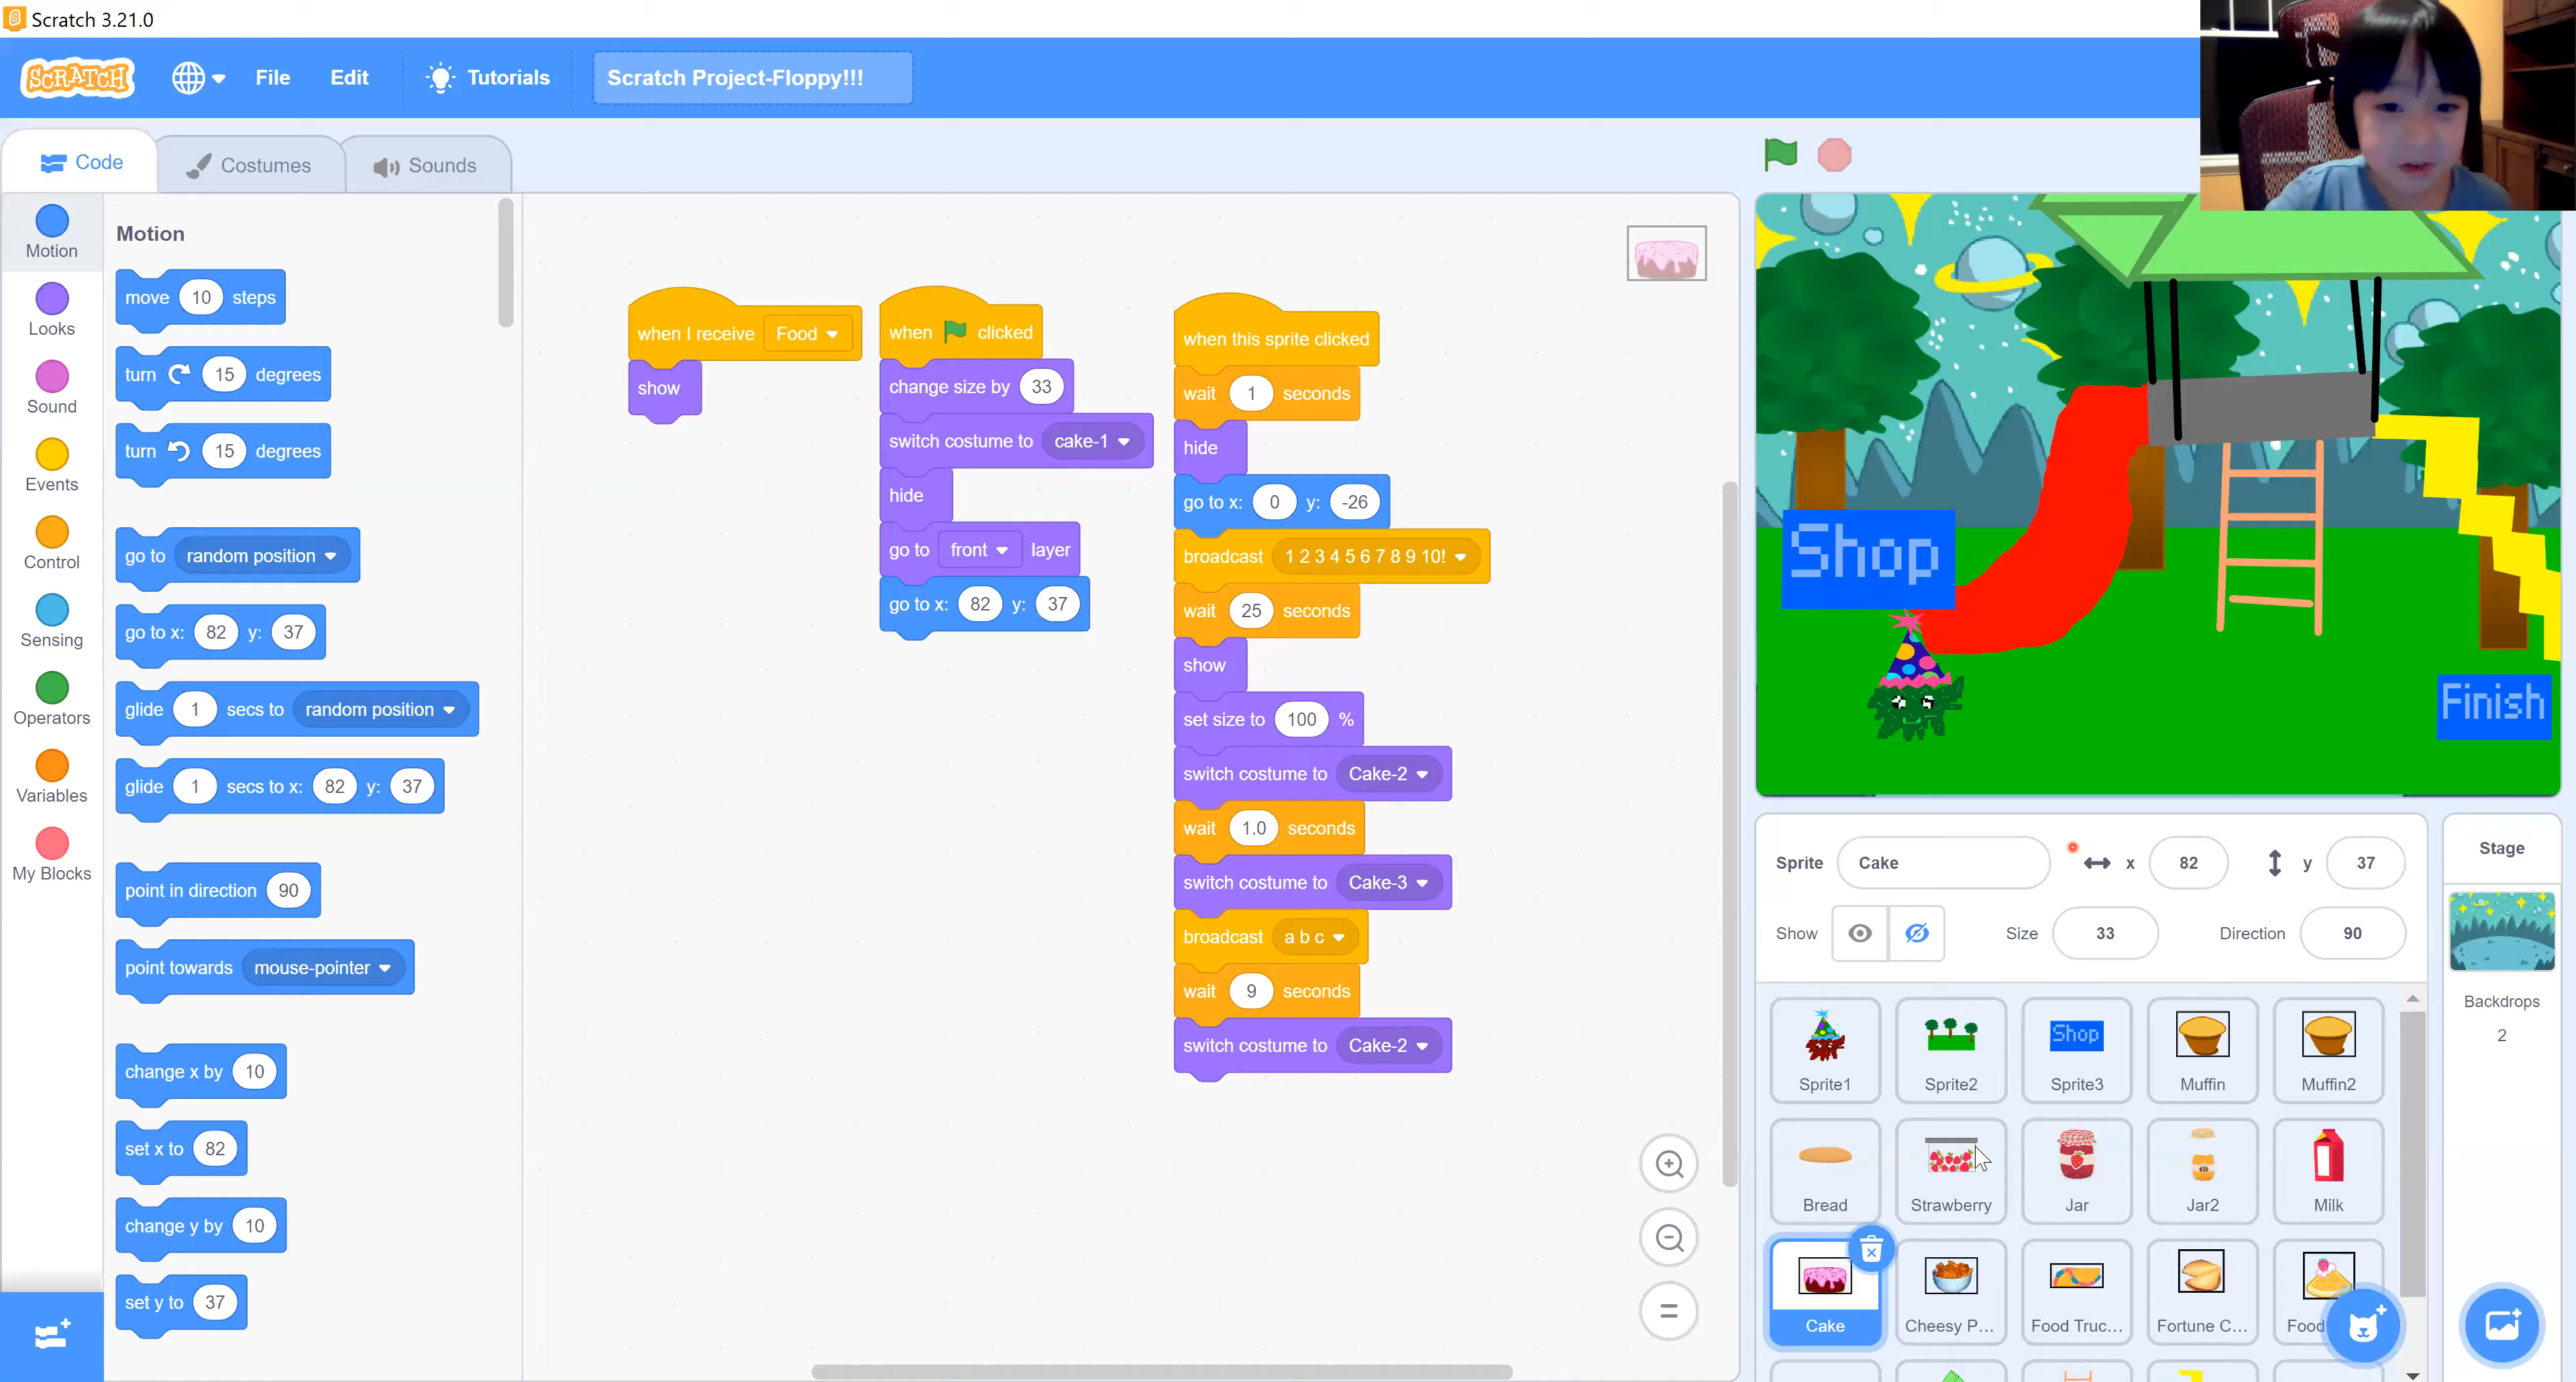 Scratch 3.21.0
SCRATCH File Edit Tutorials Scratch Project-Floppy!!!
Code Costumes Sounds
Motion
Looks
Sound
Events
Control
Sensing
Operators
Variables
My Blocks
Motion
move 10 steps
turn 15 degrees
turn 15 degrees
go to random position
go to x: 82 y: 37
glide 1 secs to random position
glide 1 secs to x: 82 y: 37
point in direction 90
point towards mouse-pointer
change x by 10
set x to 82
change y by 10
set y to 37
when I receive Food
show
when clicked
change size by 33
switch costume to cake-1
hide
go to front layer
go to x: 82 y: 37
when this sprite clicked
wait 1 seconds
hide
go to x: 0 y: -26
broadcast 1 2 3 4 5 6 7 8 9 10!
wait 25 seconds
show
set size to 100 %
switch costume to Cake-2
wait 1.0 seconds
switch costume to Cake-3
broadcast a b c
wait 9 seconds
switch costume to Cake-2
Shop
Finish
Sprite Cake x 82 y 37
Show Size 33 Direction 90
Sprite1 Sprite2 Sprite3 Muffin Muffin2
Shop
Bread Strawberry Jar Jar2 Milk
Cake Cheesy P... Food Truc... Fortune C... Food
Stage
Backdrops
2